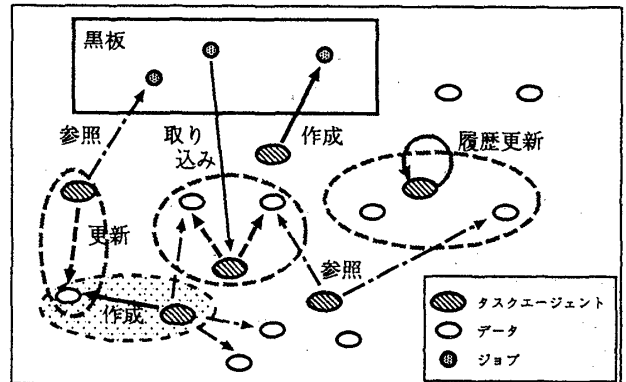 黒板
参照
取り
込み
作成
履歴更新
更新
参照
作成
タスクエージェント
データ
ジョブ